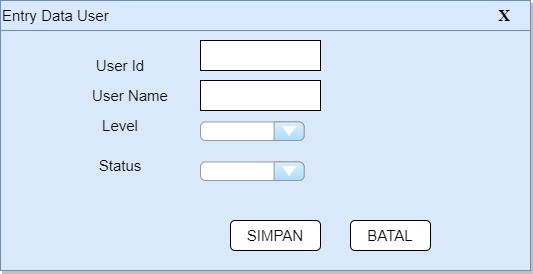 Entry Data User X
User Id
User Name
Level
Status
SIMPAN BATAL